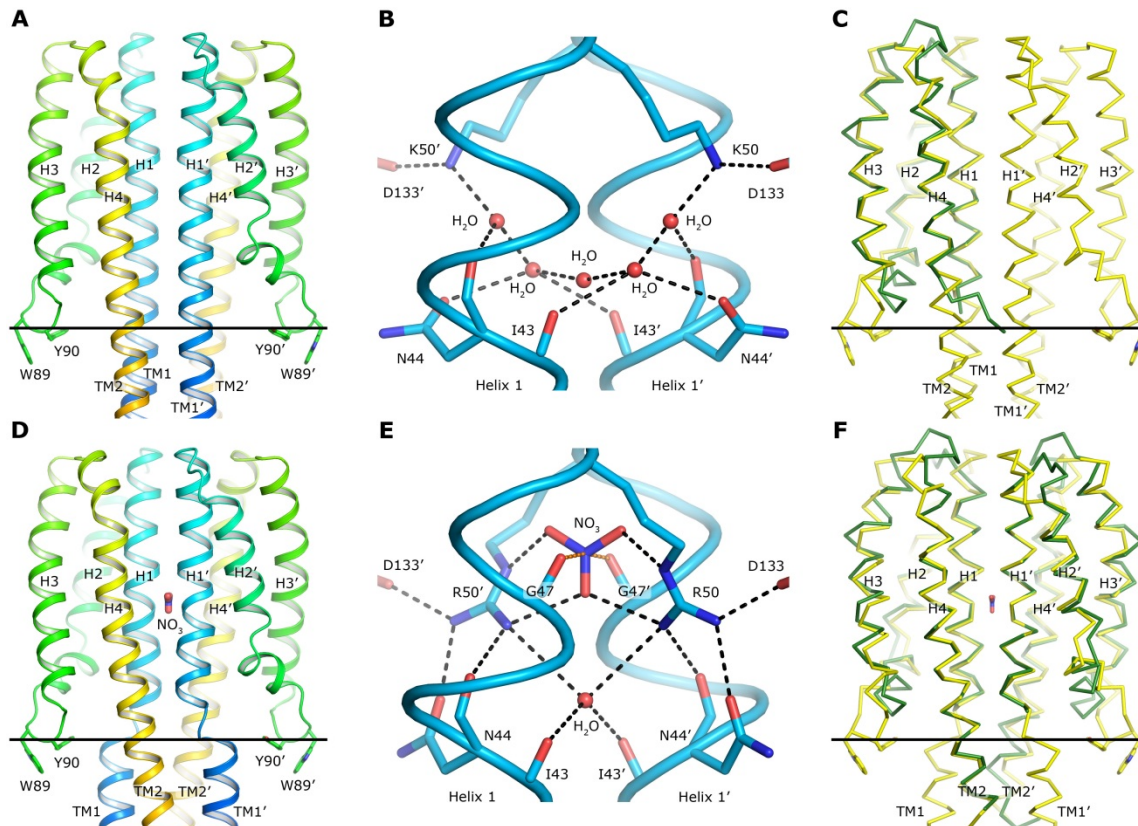 A
H3
H2
H1
H1′
H2′
H3′
H4
H4′
Y90
Y90′
W89
TM1
W89′
TM2
TM2′
TM1′
B
K50′
K50
D133′
D133
H₂O
H₂O
H₂O
H₂O
H₂O
I43
I43′
N44
N44′
Helix 1
Helix 1′
C
H3
H2
H1
H1′
H2′
H3′
H4
H4′
TM1
TM2
TM2′
TM1′
D
H3
H2
H1
H1′
H2′
H3′
H4
H4′
NO₃
Y90
Y90′
W89
TM2
TM2′
W89′
TM1
TM1′
E
NO₃
D133′
D133
R50′
G47
G47′
R50
H₂O
N44
N44′
I43
I43′
Helix 1
Helix 1′
F
H3
H2
H1
H1′
H2′
H3′
H4
H4′
TM2
TM2′
TM1
TM1′